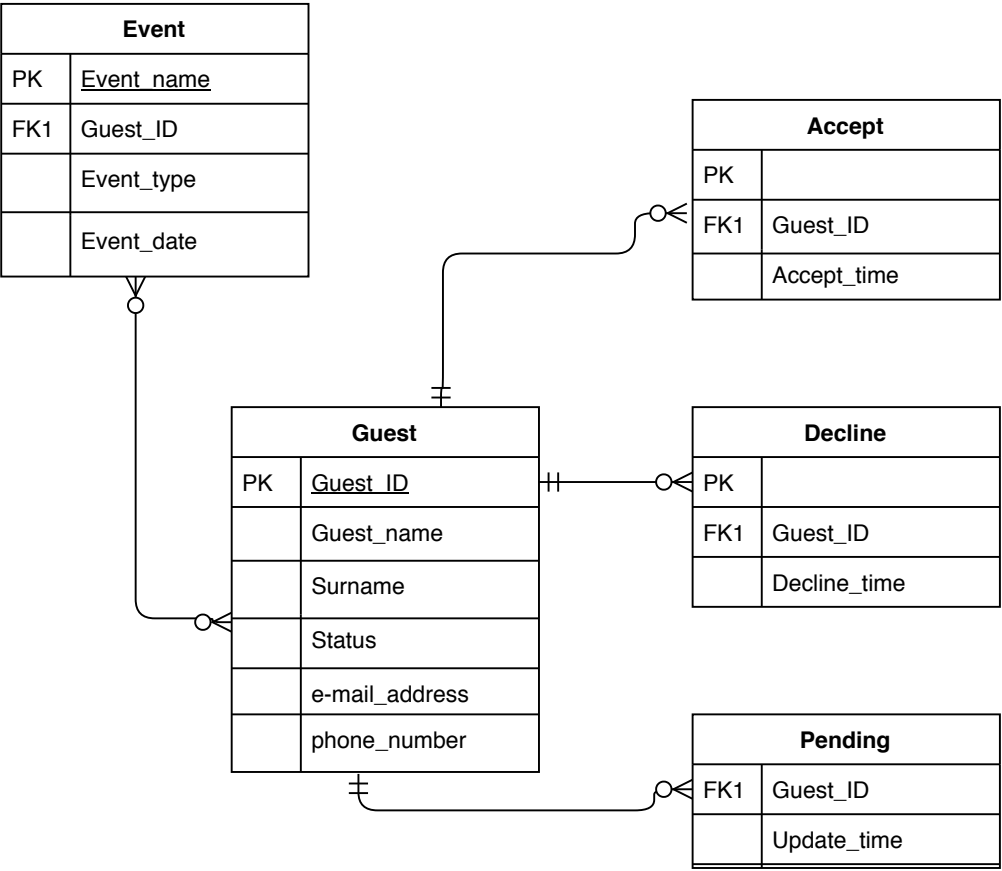 Event
PK Event_name
FK1 Guest_ID
Event_type
Event_date
Accept
PK
FK1 Guest_ID
Accept_time
Guest
PK Guest_ID
Guest_name
Surname
Status
e-mail_address
phone_number
Decline
PK
FK1 Guest_ID
Decline_time
Pending
FK1 Guest_ID
Update_time